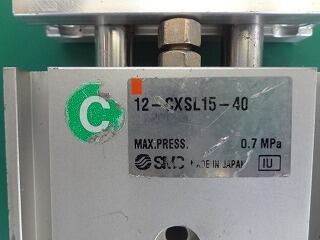 C
12-CXSL15-40
MAX.PRESS. 0.7 MPa
SMC MADE IN JAPAN IU